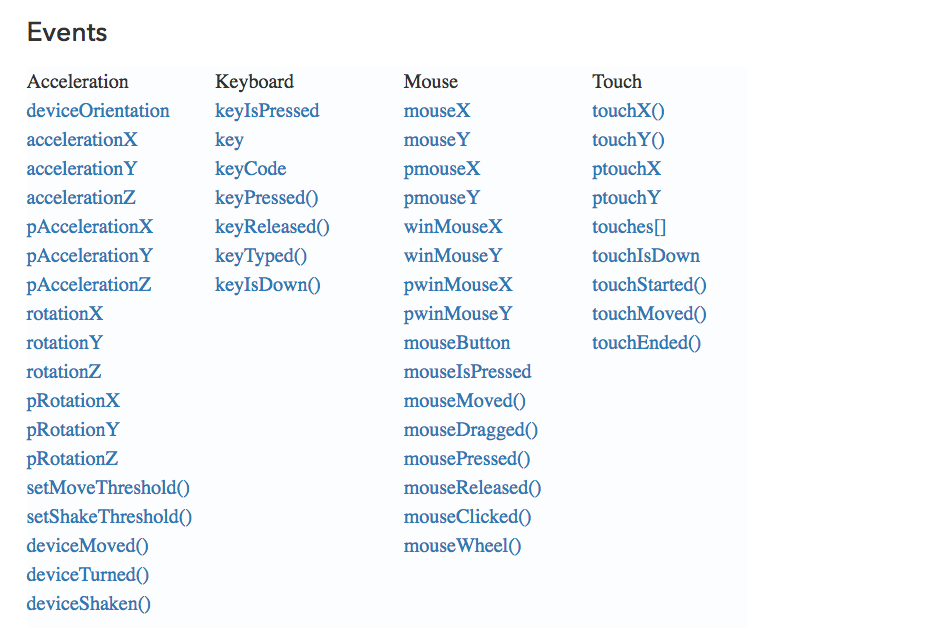 Events
Acceleration
deviceOrientation
accelerationX
accelerationY
accelerationZ
pAccelerationX
pAccelerationY
pAccelerationZ
rotationX
rotationY
rotationZ
pRotationX
pRotationY
pRotationZ
setMoveThreshold()
setShakeThreshold()
deviceMoved()
deviceTurned()
deviceShaken()
Keyboard
keyIsPressed
key
keyCode
keyPressed()
keyReleased()
keyTyped()
keyIsDown()
Mouse
mouseX
mouseY
pmouseX
pmouseY
winMouseX
winMouseY
pwinMouseX
pwinMouseY
mouseButton
mouseIsPressed
mouseMoved()
mouseDragged()
mousePressed()
mouseReleased()
mouseClicked()
mouseWheel()
Touch
touchX()
touchY()
ptouchX
ptouchY
touches[]
touchIsDown
touchStarted()
touchMoved()
touchEnded()